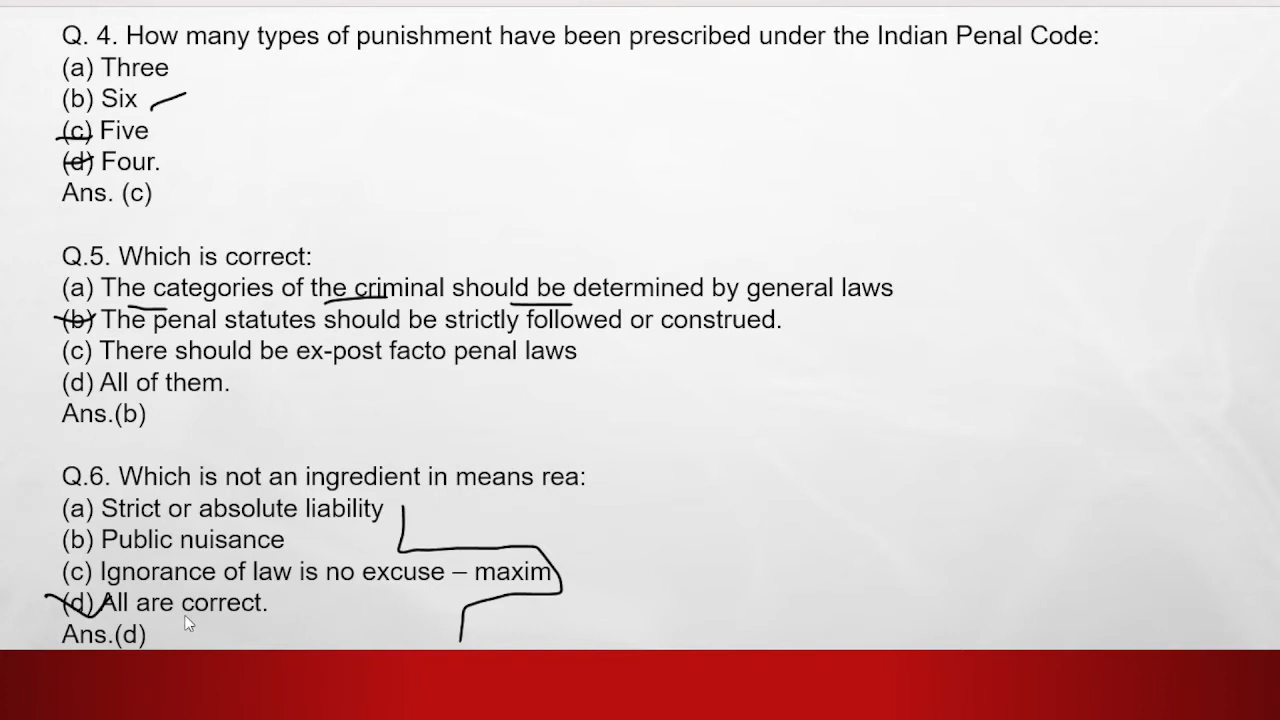 Q. 4. How many types of punishment have been prescribed under the Indian Penal Code:
(a) Three
(b) Six
(c) Five
(d) Four.
Ans. (c)
Q.5. Which is correct:
(a) The categories of the criminal should be determined by general laws
(b) The penal statutes should be strictly followed or construed.
(c) There should be ex-post facto penal laws
(d) All of them.
Ans.(b)
Q.6. Which is not an ingredient in means rea:
(a) Strict or absolute liability
(b) Public nuisance
(c) Ignorance of law is no excuse – maxim
(d) All are correct.
Ans.(d)